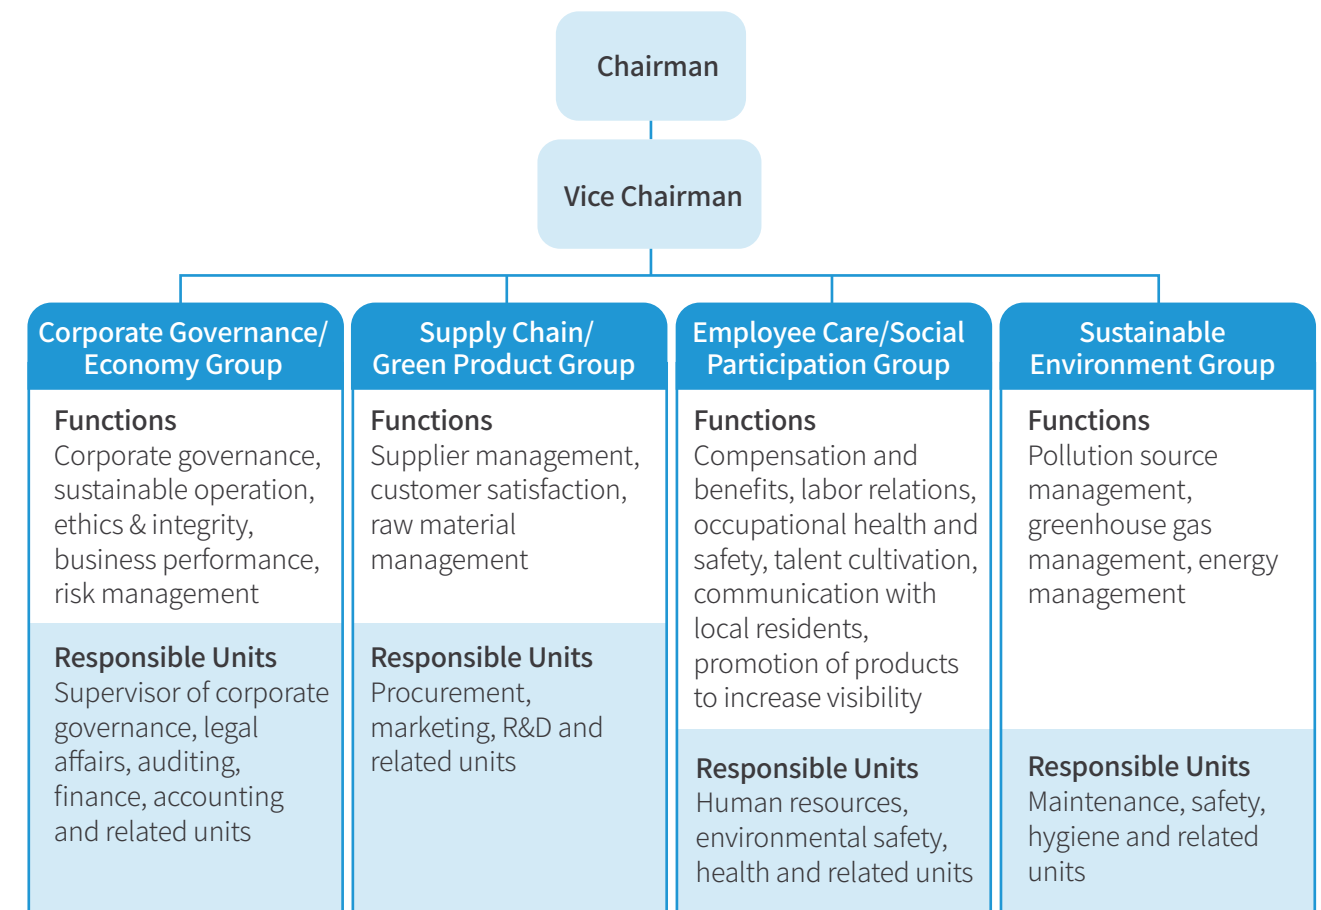 Chairman
Vice Chairman
Corporate Governance/
Economy Group
Functions
Corporate governance,
sustainable operation,
ethics & integrity,
business performance,
risk management
Responsible Units
Supervisor of corporate
governance, legal
affairs, auditing,
finance, accounting
and related units
Supply Chain/
Green Product Group
Functions
Supplier management,
customer satisfaction,
raw material
management
Responsible Units
Procurement,
marketing, R&D and
related units
Employee Care/Social
Participation Group
Functions
Compensation and
benefits, labor relations,
occupational health and
safety, talent cultivation,
communication with
local residents,
promotion of products
to increase visibility
Responsible Units
Human resources,
environmental safety,
health and related units
Sustainable
Environment Group
Functions
Pollution source
management,
greenhouse gas
management, energy
management
Responsible Units
Maintenance, safety,
hygiene and related
units